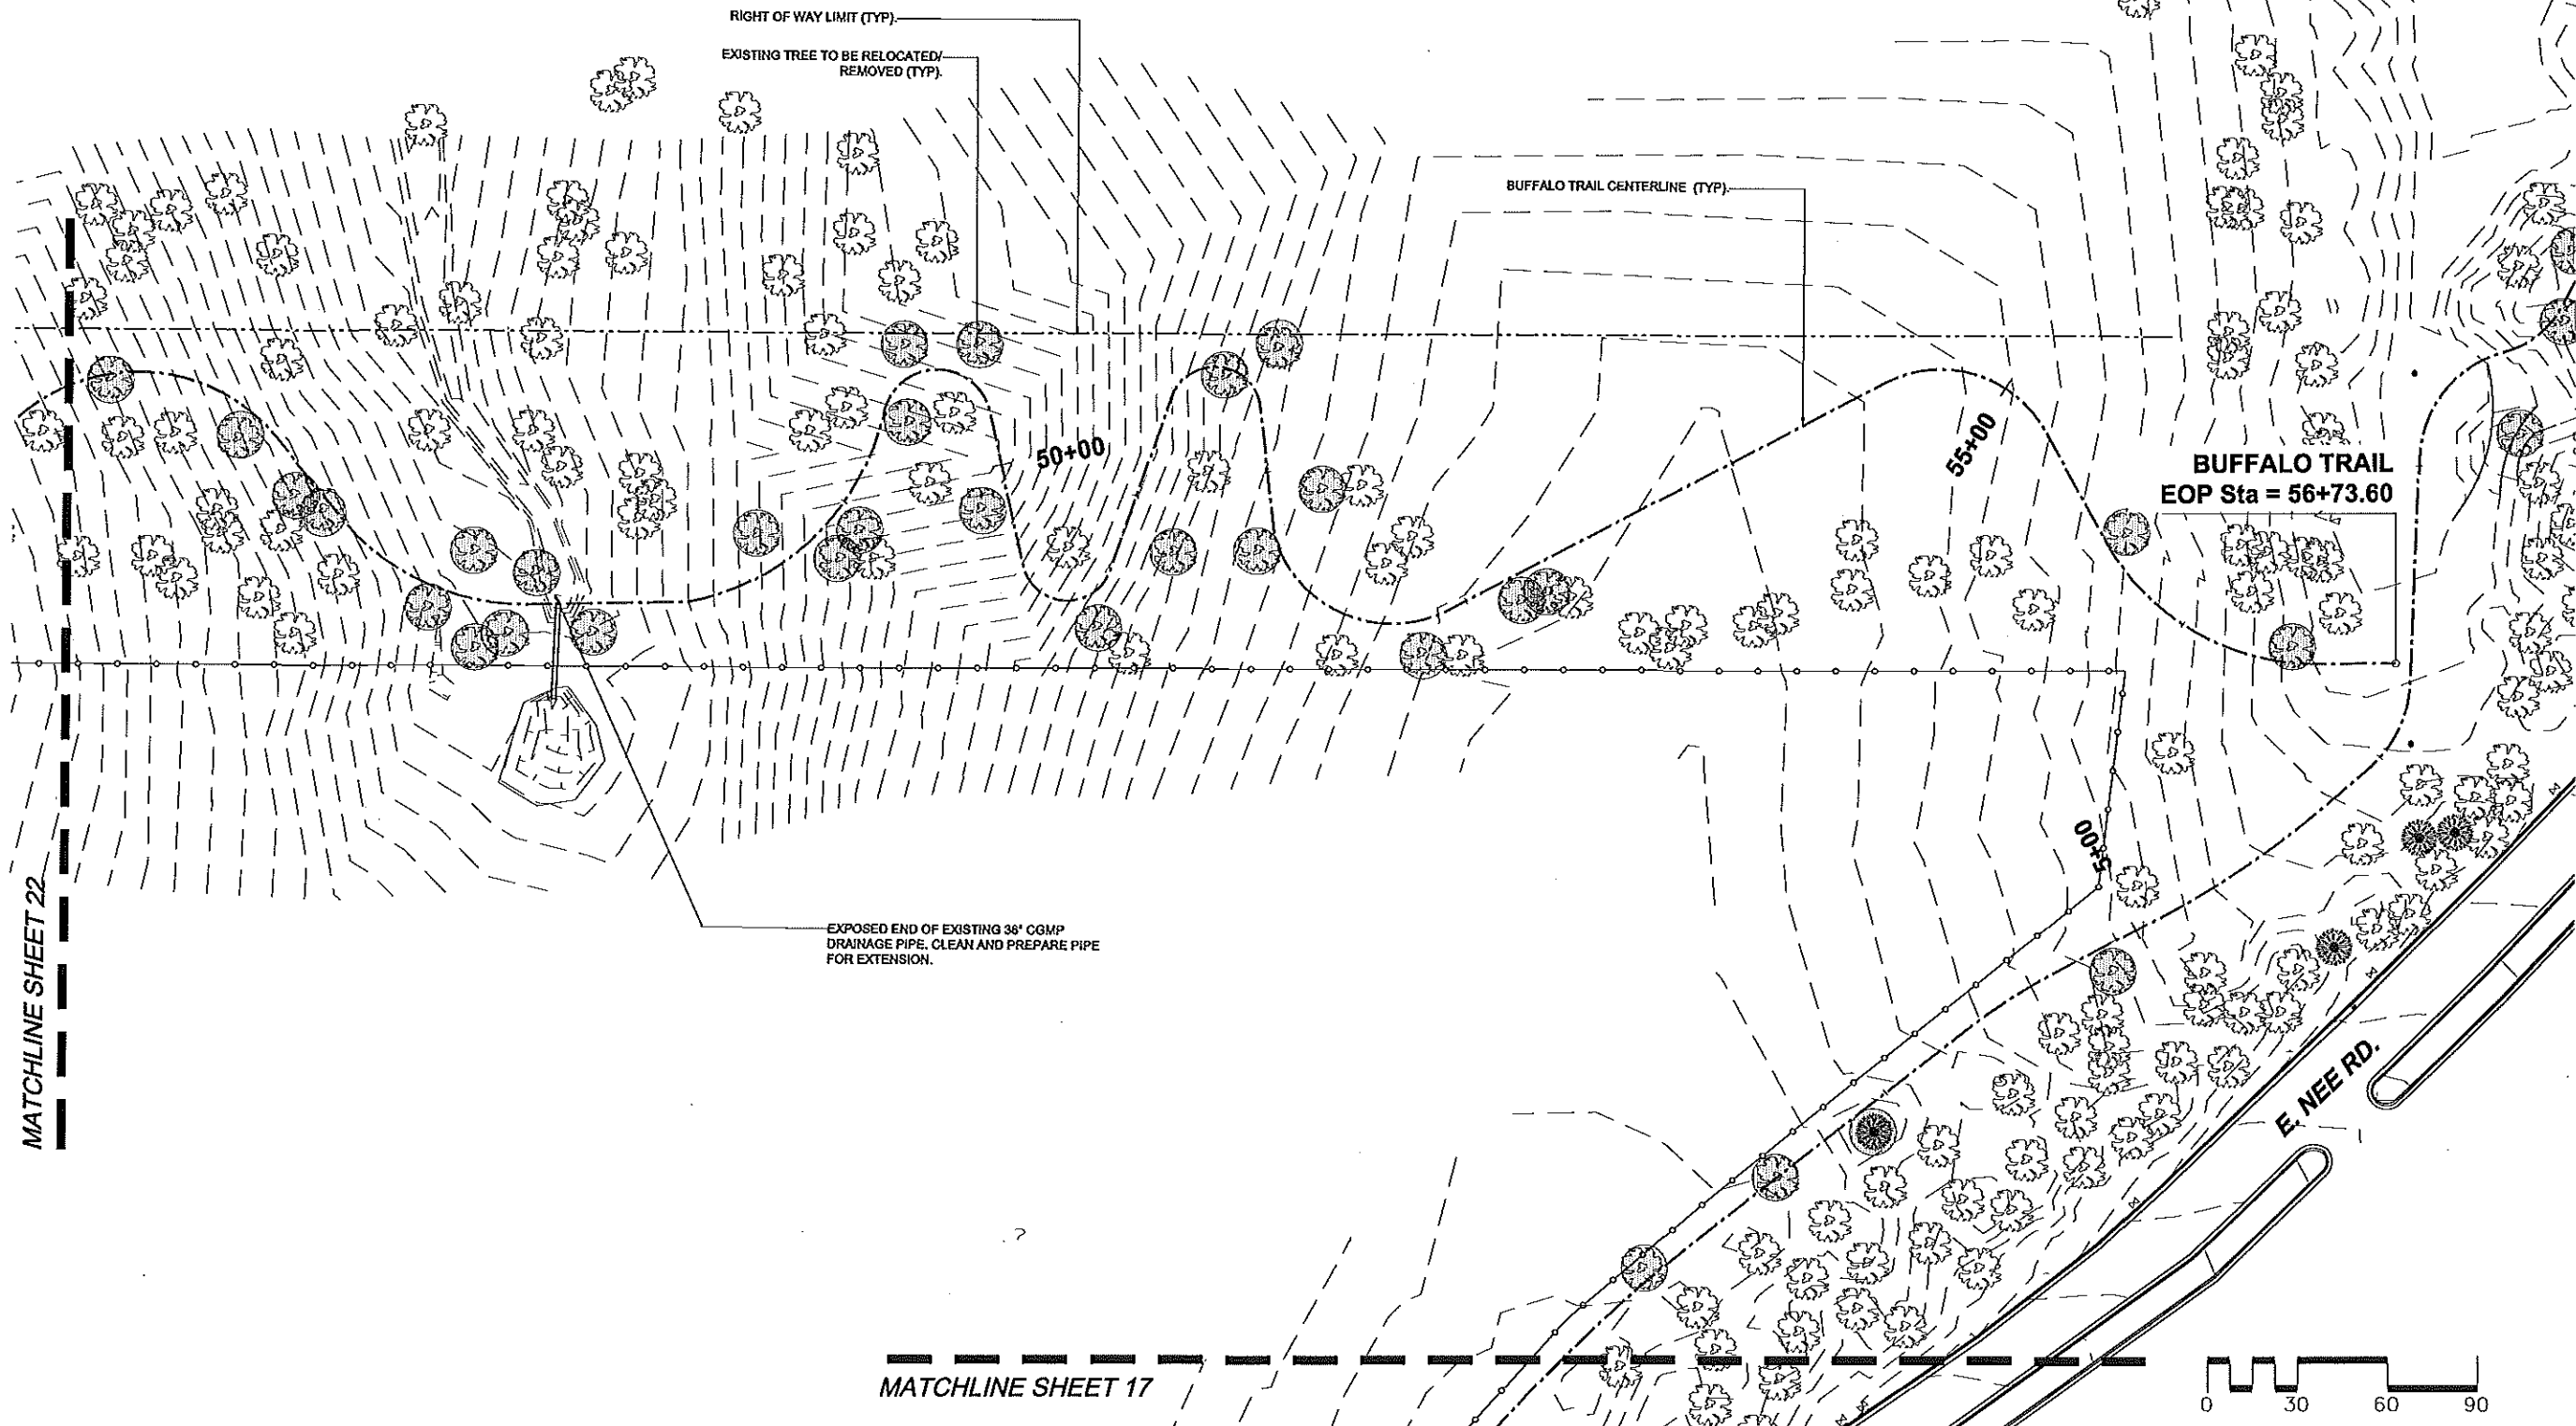 RIGHT OF WAY LIMIT (TYP).
EXISTING TREE TO BE RELOCATED/
REMOVED (TYP).
BUFFALO TRAIL CENTERLINE (TYP).
50+00
55+00
BUFFALO TRAIL
EOP Sta = 56+73.60
5+00
MATCHLINE SHEET 22
EXPOSED END OF EXISTING 36" CGMP
DRAINAGE PIPE. CLEAN AND PREPARE PIPE
FOR EXTENSION.
E. NEE RD.
MATCHLINE SHEET 17
0 30 60 90